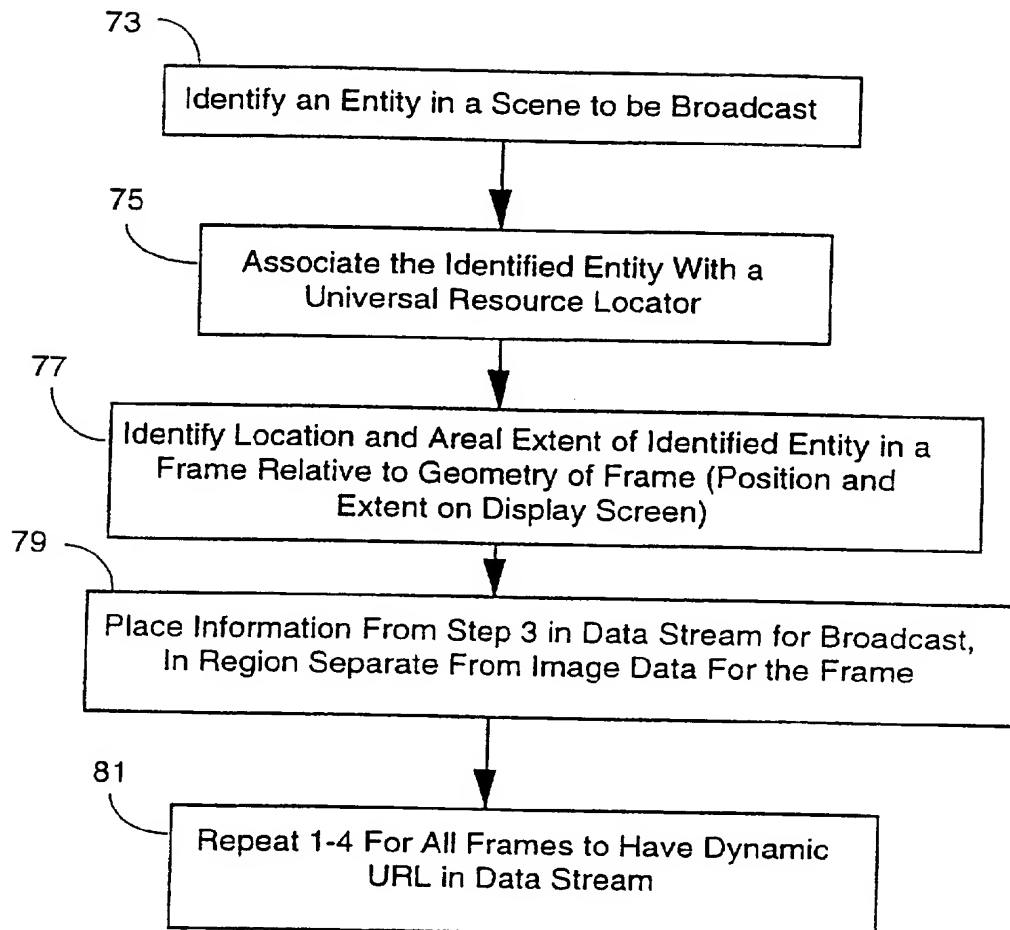 73
Identify an Entity in a Scene to be Broadcast
75
Associate the Identified Entity With a
Universal Resource Locator
77
Identify Location and Areal Extent of Identified Entity in a
Frame Relative to Geometry of Frame (Position and
Extent on Display Screen)
79
Place Information From Step 3 in Data Stream for Broadcast,
In Region Separate From Image Data For the Frame
81
Repeat 1-4 For All Frames to Have Dynamic
URL in Data Stream